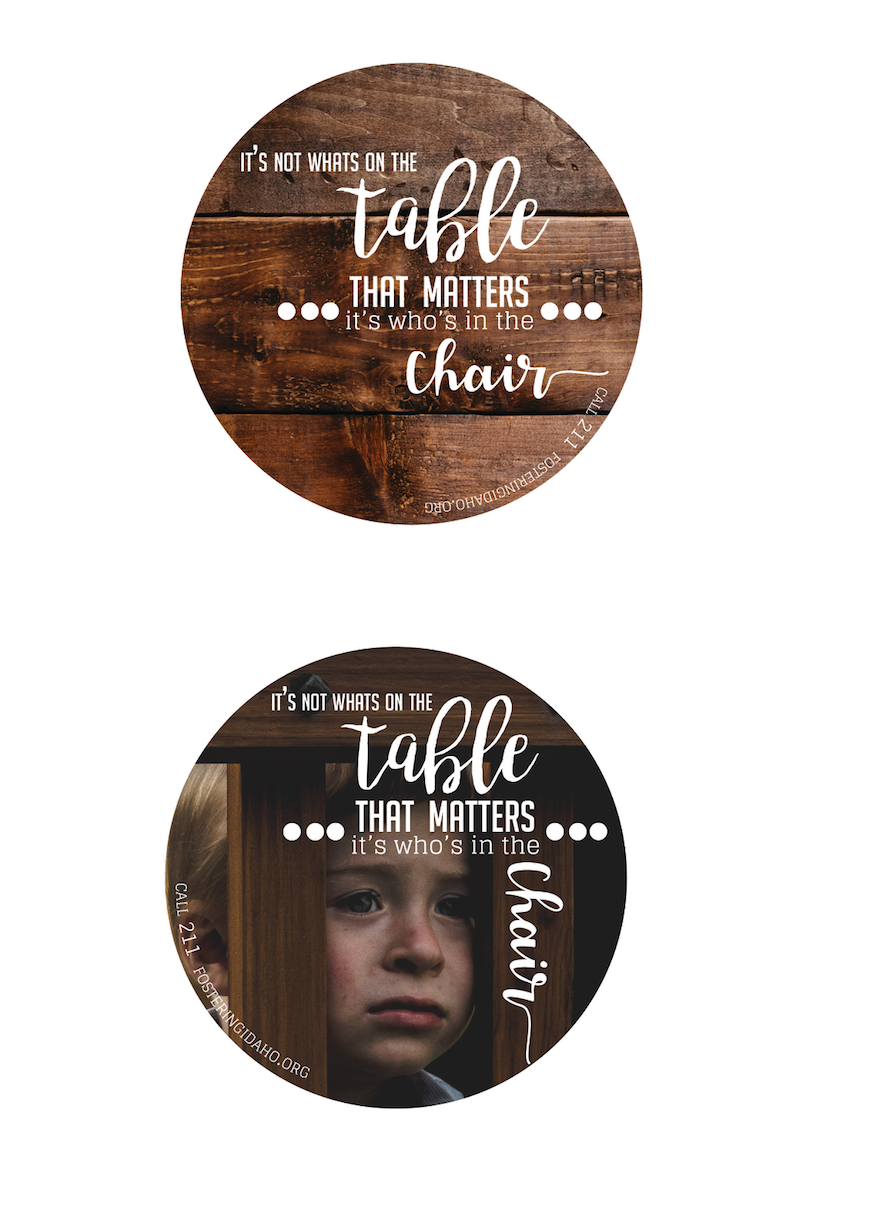 IT'S NOT WHATS ON THE
table
THAT MATTERS
it's who's in the
Chair
CALL 211 FOSTERINGIDAHO.ORG
IT'S NOT WHATS ON THE
table
THAT MATTERS
it's who's in the
Chair
CALL 211 FOSTERINGIDAHO.ORG